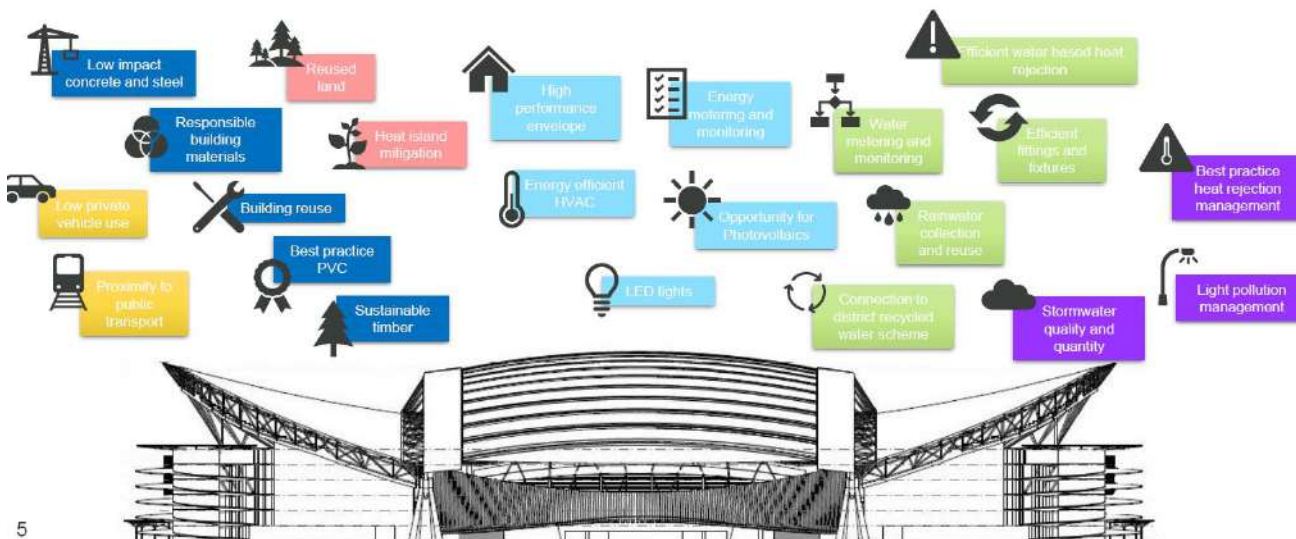 Low impact
concrete and steel
Reused
land
High
performance
envelope
Energy
metering and
monitoring
Efficient water based heat
rejection
Responsible
building
materials
Heat island
mitigation
Water
metering and
monitoring
Efficient
fittings and
fixtures
Best practice
heat rejection
management
Low private
vehicle use
Building reuse
Energy efficient
HVAC
Opportunity for
Photovoltaics
Rainwater
collection
and reuse
Best practice
PVC
Proximity to
public
transport
Sustainable
timber
LED lights
Connection to
district recycled
water scheme
Stormwater
quality and
quantity
Light pollution
management
5